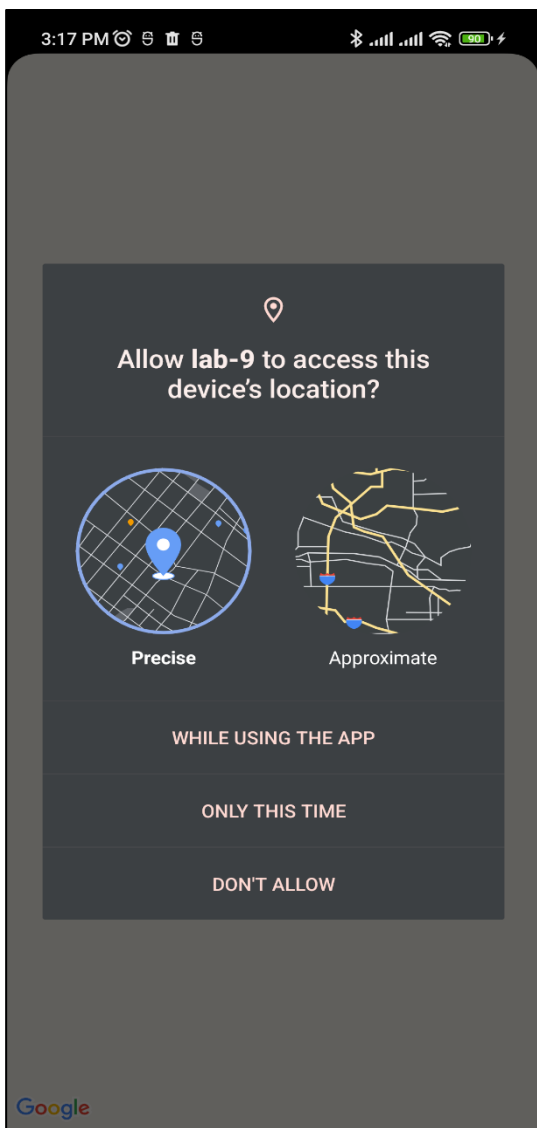 3:17 PM
90
Allow lab-9 to access this
device's location?
Precise
Approximate
WHILE USING THE APP
ONLY THIS TIME
DON'T ALLOW
Google